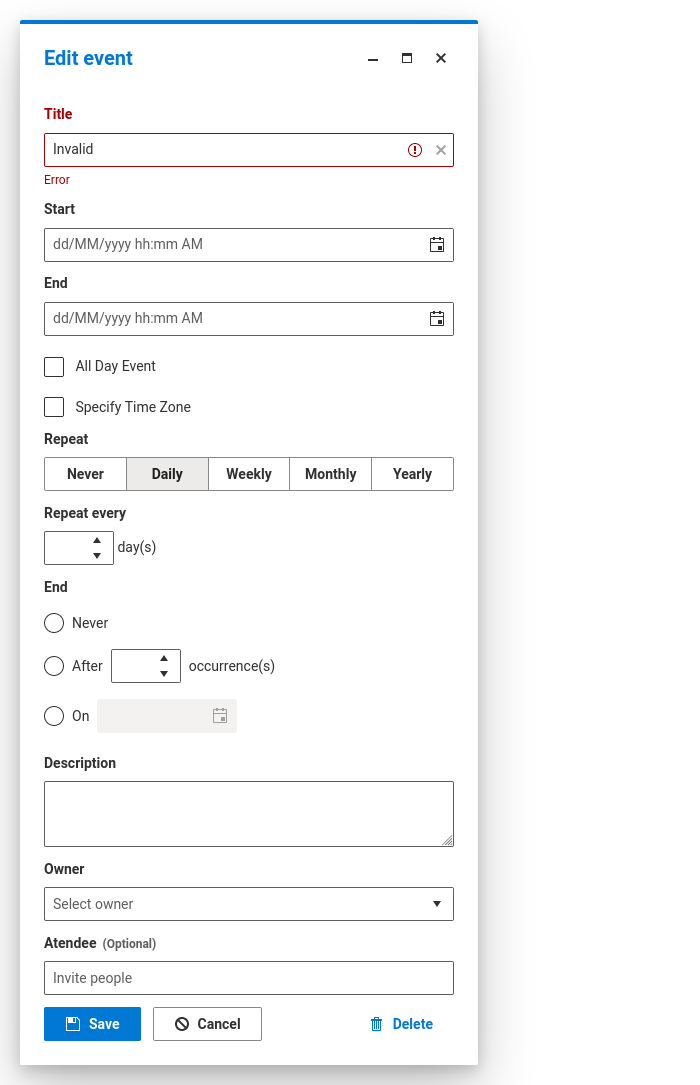 Edit event
Title
Invalid
Error
Start
dd/MM/yyyy hh:mm AM
End
dd/MM/yyyy hh:mm AM
All Day Event
Specify Time Zone
Repeat
Never Daily Weekly Monthly Yearly
Repeat every
day(s)
End
Never
After occurrence(s)
On
Description
Owner
Select owner
Atendee (Optional)
Invite people
Save Cancel Delete